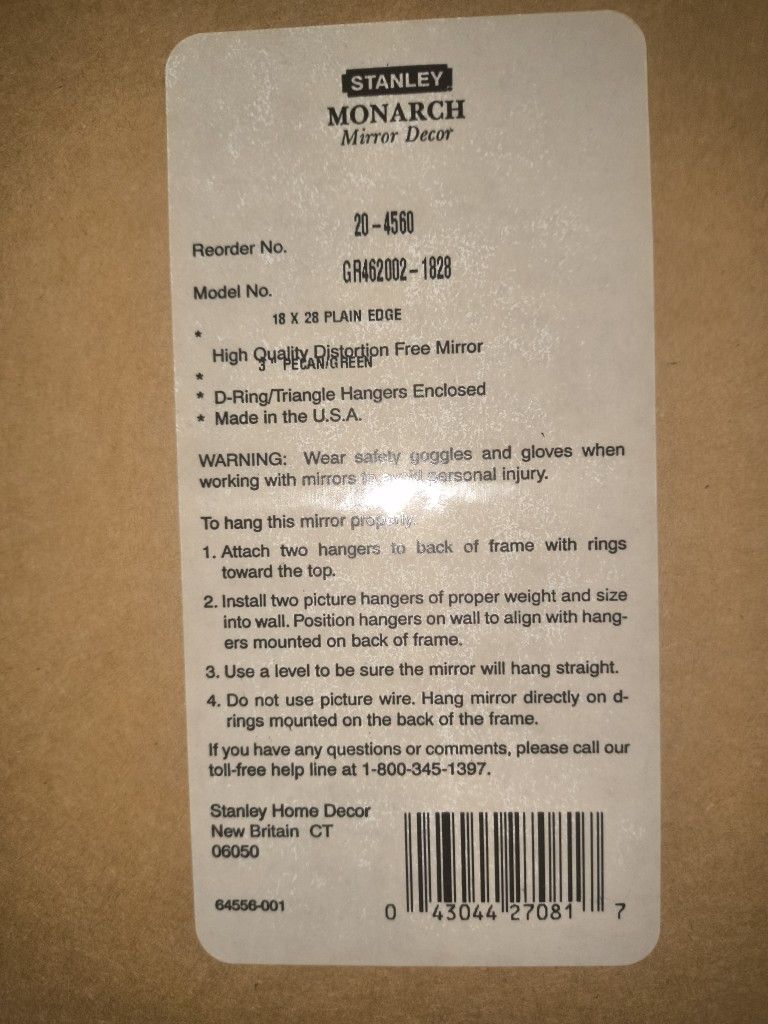 STANLEY
MONARCH
Mirror Decor
20-4560
Reorder No.
GR462002-1828
Model No.
18 X 28 PLAIN EDGE
*
High Quality Distortion Free Mirror
3" PECAN/GREEN
*
* D-Ring/Triangle Hangers Enclosed
* Made in the U.S.A.
WARNING: Wear safety goggles and gloves when
working with mirrors to avoid personal injury.
To hang this mirror properly:
1. Attach two hangers to back of frame with rings
toward the top.
2. Install two picture hangers of proper weight and size
into wall. Position hangers on wall to align with hang-
ers mounted on back of frame.
3. Use a level to be sure the mirror will hang straight.
4. Do not use picture wire. Hang mirror directly on d-
rings mounted on the back of the frame.
If you have any questions or comments, please call our
toll-free help line at 1-800-345-1397.
Stanley Home Decor
New Britain CT
06050
64556-001
0 43044 27081 7